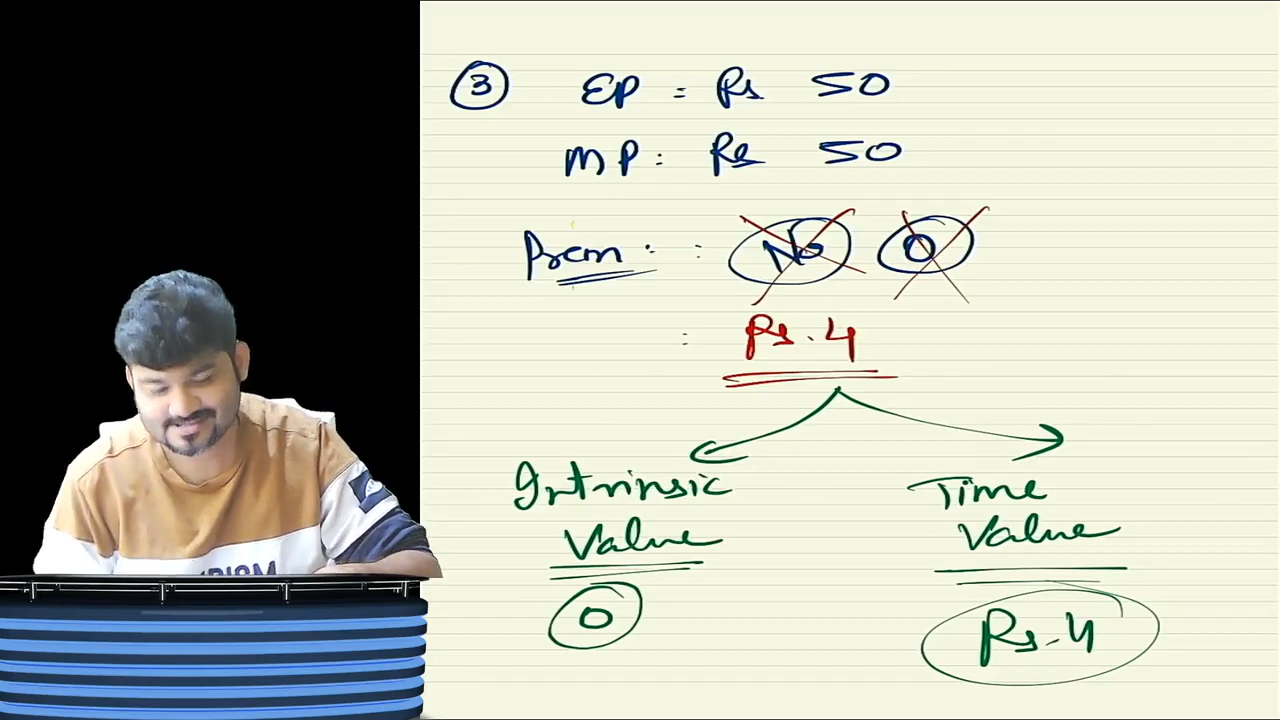 ③ EP = Rs 50
MP : Rs 50
Prem. : No 0
: Rs. 4
Intrinsic Value
0
Time Value
Rs. 4